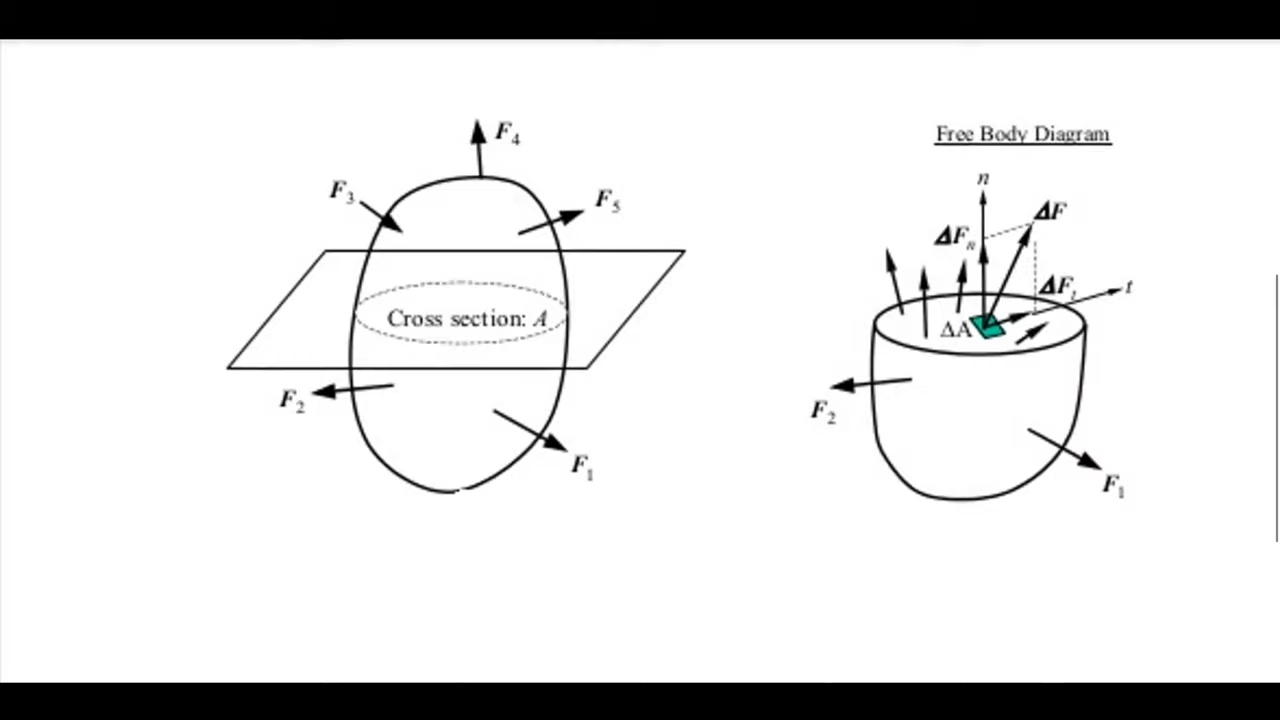 F₄
F₃
F₅
Cross section: A
F₂
F₁
Free Body Diagram
n
ΔF
ΔFₙ
ΔFₜ
t
ΔA
F₂
F₁